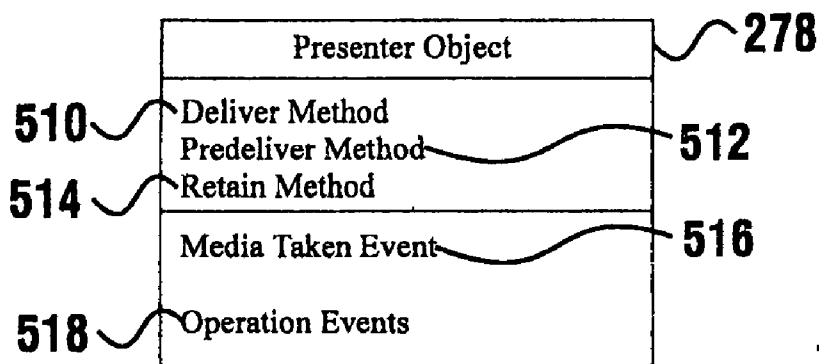 Presenter Object 278
510 Deliver Method
Predeliver Method 512
514 Retain Method
Media Taken Event 516
518 Operation Events